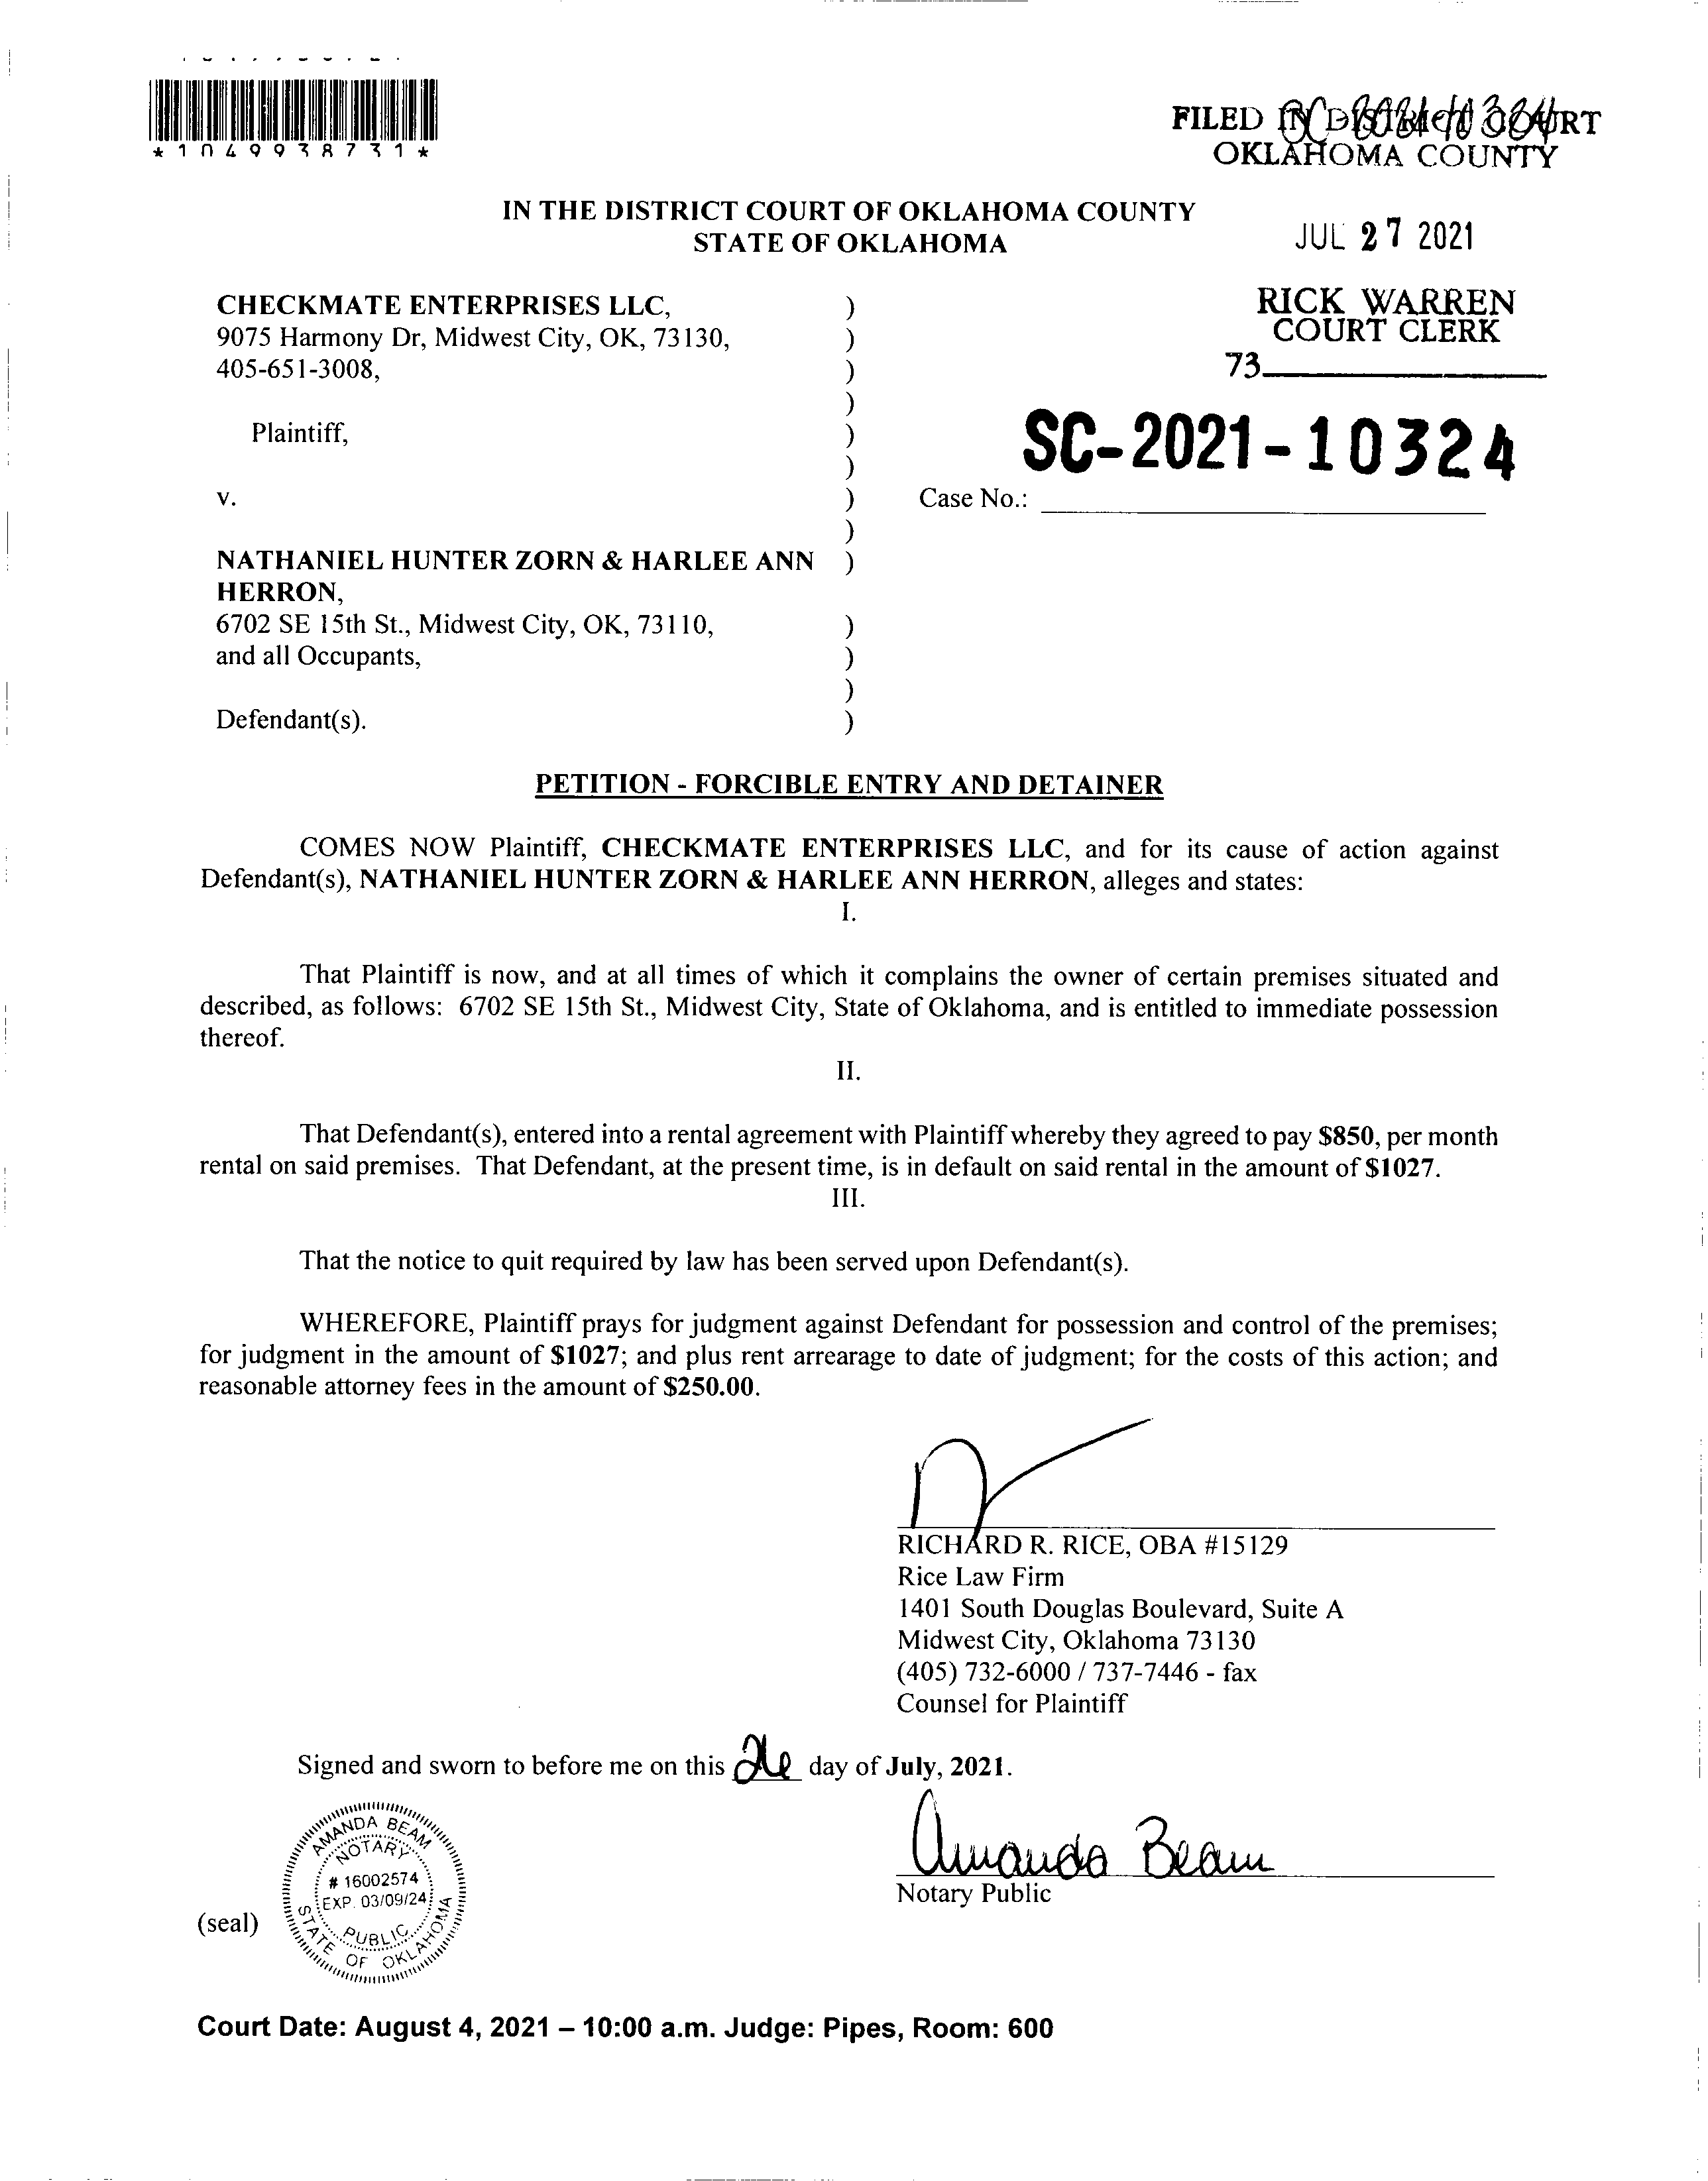 *1049938731*
FILED IN DISTRICT COURT
OKLAHOMA COUNTY
IN THE DISTRICT COURT OF OKLAHOMA COUNTY
STATE OF OKLAHOMA
JUL 27 2021
RICK WARREN
COURT CLERK
73
CHECKMATE ENTERPRISES LLC, )
9075 Harmony Dr, Midwest City, OK, 73130, )
405-651-3008, )
)
Plaintiff, )
)
SC-2021-10324
v. ) Case No.:
)
NATHANIEL HUNTER ZORN & HARLEE ANN )
HERRON,
6702 SE 15th St., Midwest City, OK, 73110, )
and all Occupants, )
)
Defendant(s). )
PETITION - FORCIBLE ENTRY AND DETAINER
COMES NOW Plaintiff, CHECKMATE ENTERPRISES LLC, and for its cause of action against
Defendant(s), NATHANIEL HUNTER ZORN & HARLEE ANN HERRON, alleges and states:
I.
That Plaintiff is now, and at all times of which it complains the owner of certain premises situated and
described, as follows: 6702 SE 15th St., Midwest City, State of Oklahoma, and is entitled to immediate possession
thereof.
II.
That Defendant(s), entered into a rental agreement with Plaintiff whereby they agreed to pay $850, per month
rental on said premises. That Defendant, at the present time, is in default on said rental in the amount of $1027.
III.
That the notice to quit required by law has been served upon Defendant(s).
WHEREFORE, Plaintiff prays for judgment against Defendant for possession and control of the premises;
for judgment in the amount of $1027; and plus rent arrearage to date of judgment; for the costs of this action; and
reasonable attorney fees in the amount of $250.00.
RICHARD R. RICE, OBA #15129
Rice Law Firm
1401 South Douglas Boulevard, Suite A
Midwest City, Oklahoma 73130
(405) 732-6000 / 737-7446 - fax
Counsel for Plaintiff
Signed and sworn to before me on this 26 day of July, 2021.
Amanda Beam
Notary Public
(seal)
AMANDA BEAM
NOTARY
# 16002574
EXP. 03/09/24
PUBLIC
STATE OF OKLAHOMA
Court Date: August 4, 2021 – 10:00 a.m. Judge: Pipes, Room: 600